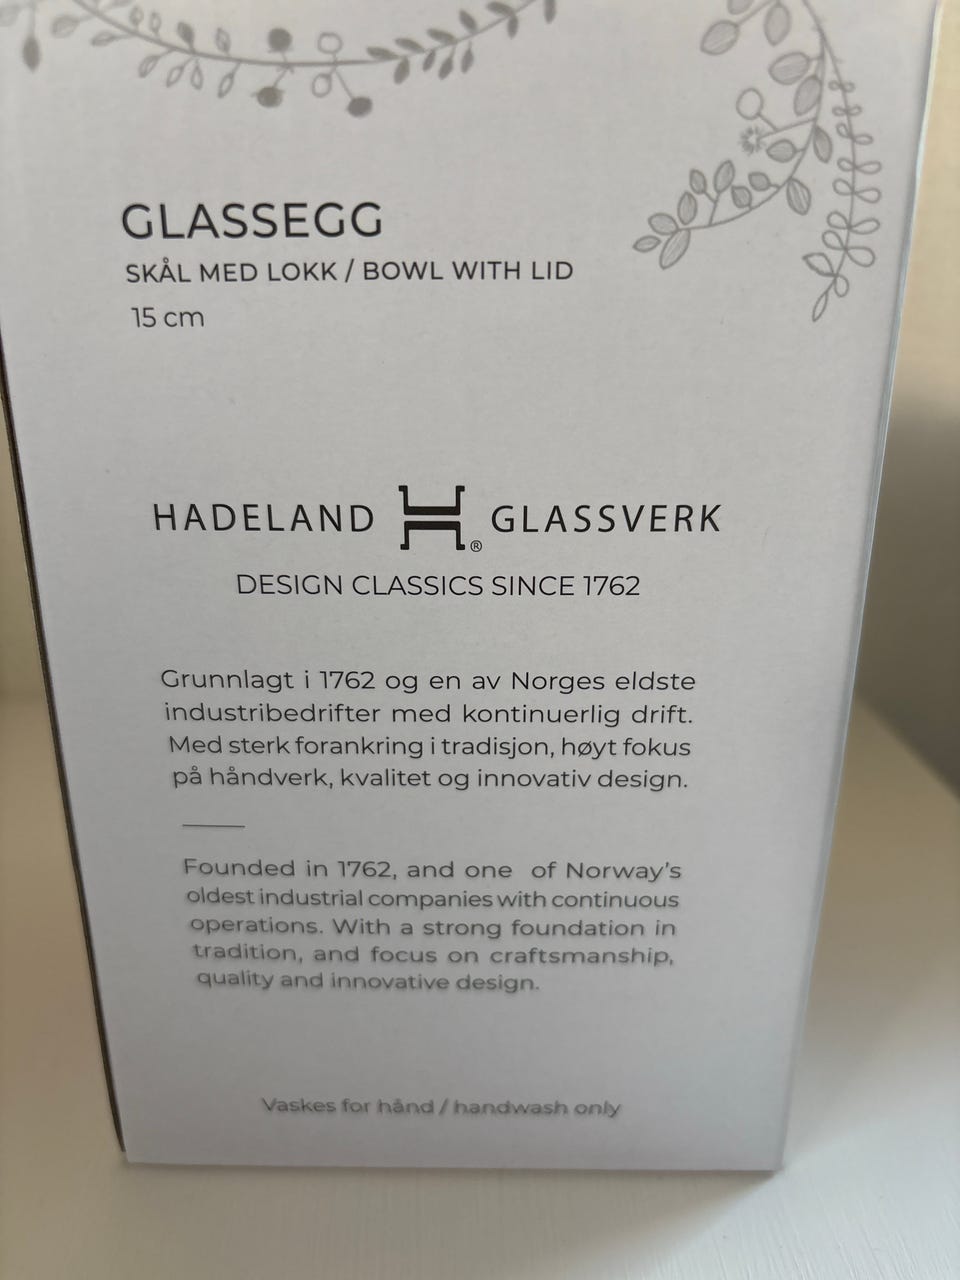 GLASSEGG
SKÅL MED LOKK / BOWL WITH LID
15 cm
HADELAND H® GLASSVERK
DESIGN CLASSICS SINCE 1762
Grunnlagt i 1762 og en av Norges eldste
industribedrifter med kontinuerlig drift.
Med sterk forankring i tradisjon, høyt fokus
på håndverk, kvalitet og innovativ design.
Founded in 1762, and one of Norway's
oldest industrial companies with continuous
operations. With a strong foundation in
tradition, and focus on craftsmanship,
quality and innovative design.
Vaskes for hånd / handwash only